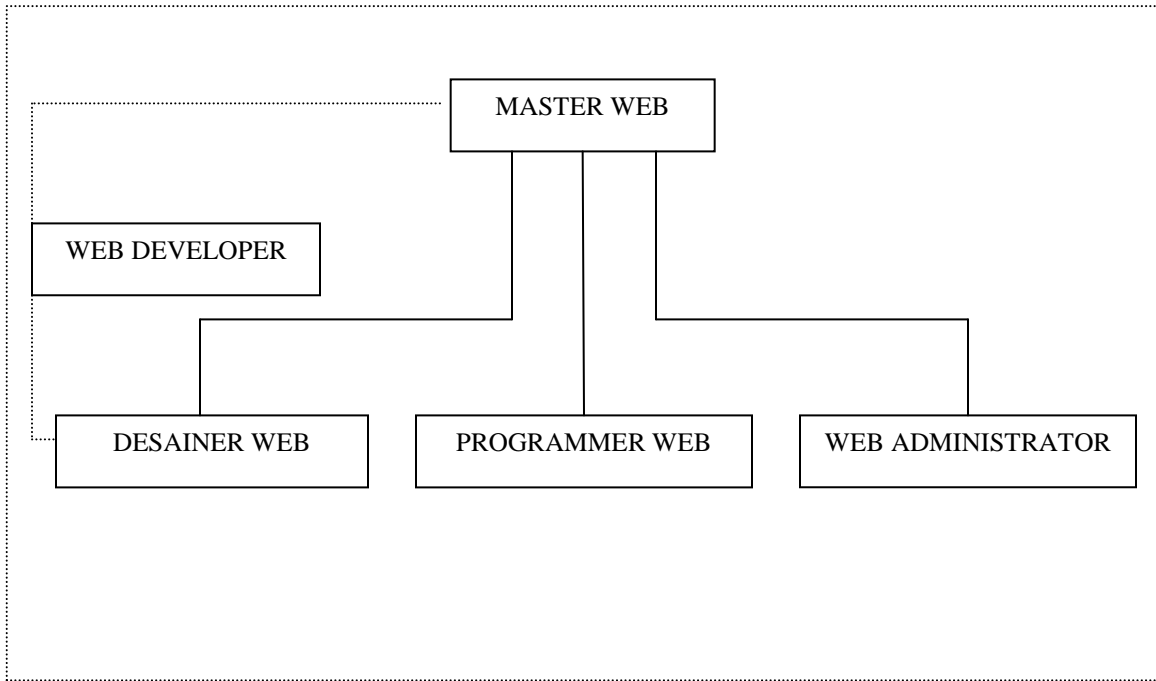 MASTER WEB
WEB DEVELOPER
DESAINER WEB
PROGRAMMER WEB
WEB ADMINISTRATOR